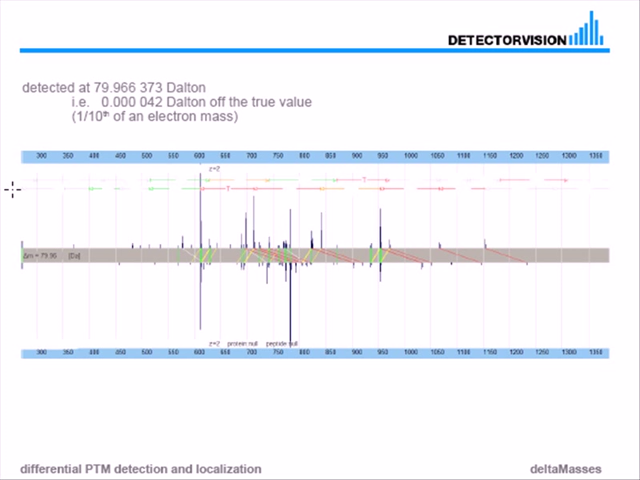 DETECTORVISION
detected at 79.966 373 Dalton
i.e. 0.000 042 Dalton off the true value
(1/10th of an electron mass)
300 350 400 450 500 550 600 650 700 750 800 850 900 950 1000 1050 1100 1150 1200 1250 1300 1350
z=2
T
T
Δm = 79.96 [Da]
z=2 protein null peptide null
300 350 400 450 500 550 600 650 700 750 800 850 900 950 1000 1050 1100 1150 1200 1250 1300 1350
differential PTM detection and localization
deltaMasses